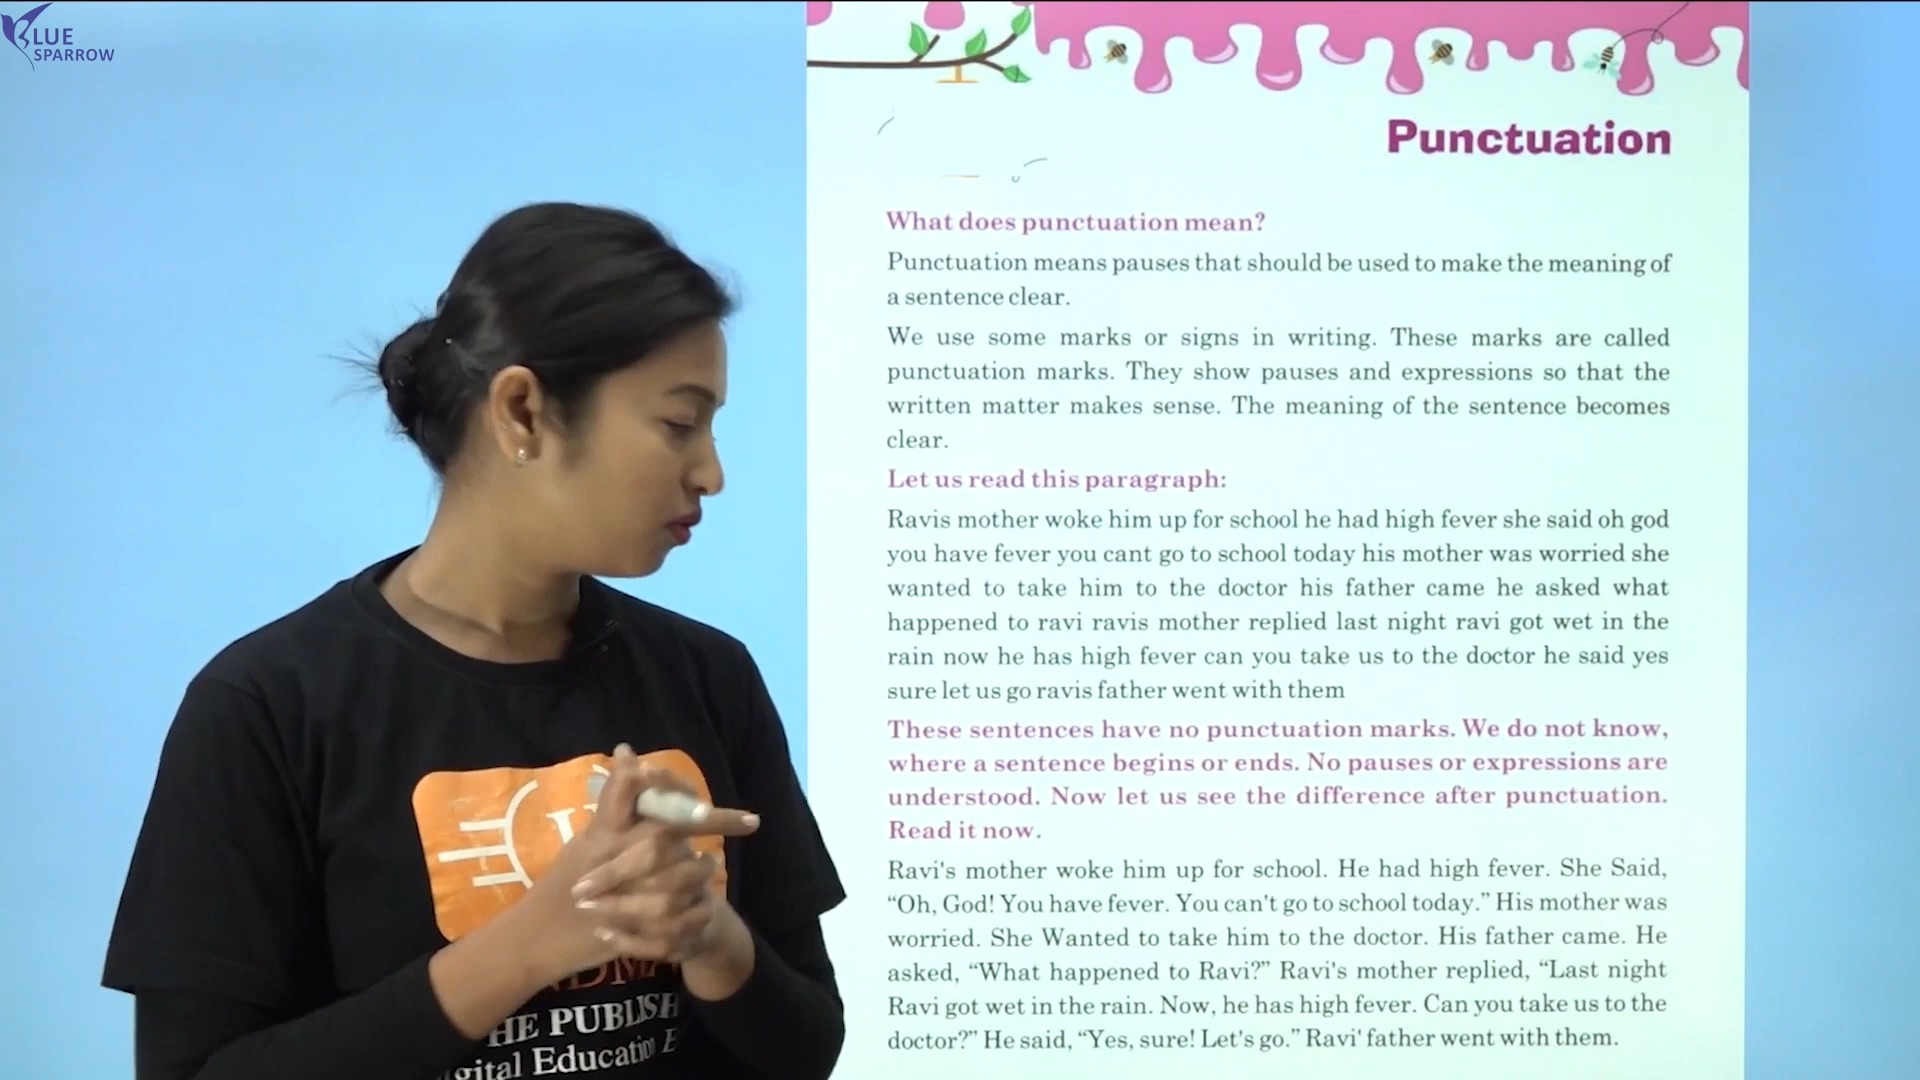 BLUE
SPARROW
Punctuation
What does punctuation mean?
Punctuation means pauses that should be used to make the meaning of
a sentence clear.
We use some marks or signs in writing. These marks are called
punctuation marks. They show pauses and expressions so that the
written matter makes sense. The meaning of the sentence becomes
clear.
Let us read this paragraph:
Ravis mother woke him up for school he had high fever she said oh god
you have fever you cant go to school today his mother was worried she
wanted to take him to the doctor his father came he asked what
happened to ravi ravis mother replied last night ravi got wet in the
rain now he has high fever can you take us to the doctor he said yes
sure let us go ravis father went with them
These sentences have no punctuation marks. We do not know,
where a sentence begins or ends. No pauses or expressions are
understood. Now let us see the difference after punctuation.
Read it now.
Ravi's mother woke him up for school. He had high fever. She Said,
“Oh, God! You have fever. You can't go to school today.” His mother was
worried. She Wanted to take him to the doctor. His father came. He
asked, “What happened to Ravi?” Ravi's mother replied, “Last night
Ravi got wet in the rain. Now, he has high fever. Can you take us to the
doctor?” He said, “Yes, sure! Let's go.” Ravi' father went with them.
HE PUBLISH
gital Education E